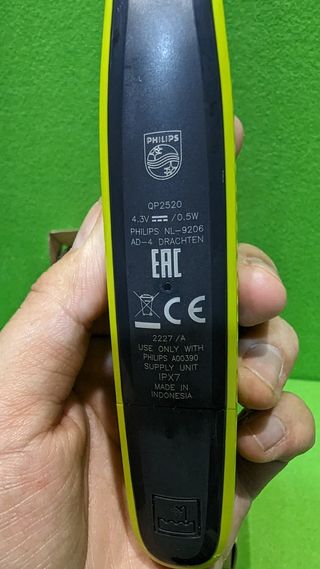 PHILIPS
QP2520
4.3V ⎓ /0.5W
PHILIPS NL-9206
AD-4 DRACHTEN
EAC
CE
2227 /A
USE ONLY WITH
PHILIPS A00390
SUPPLY UNIT
IPX7
MADE IN
INDONESIA